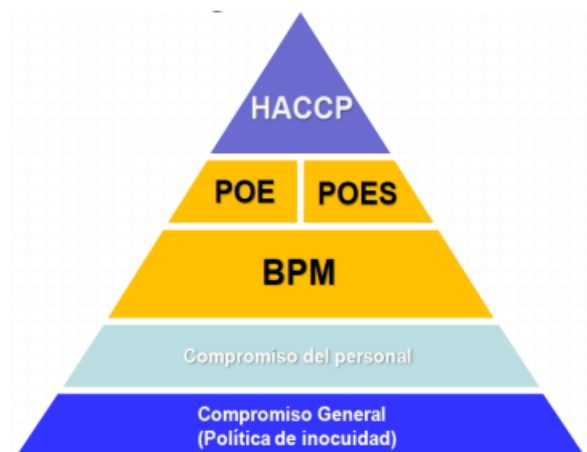 HACCP
POE
POES
BPM
Compromiso del personal
Compromiso General
(Política de inocuidad)